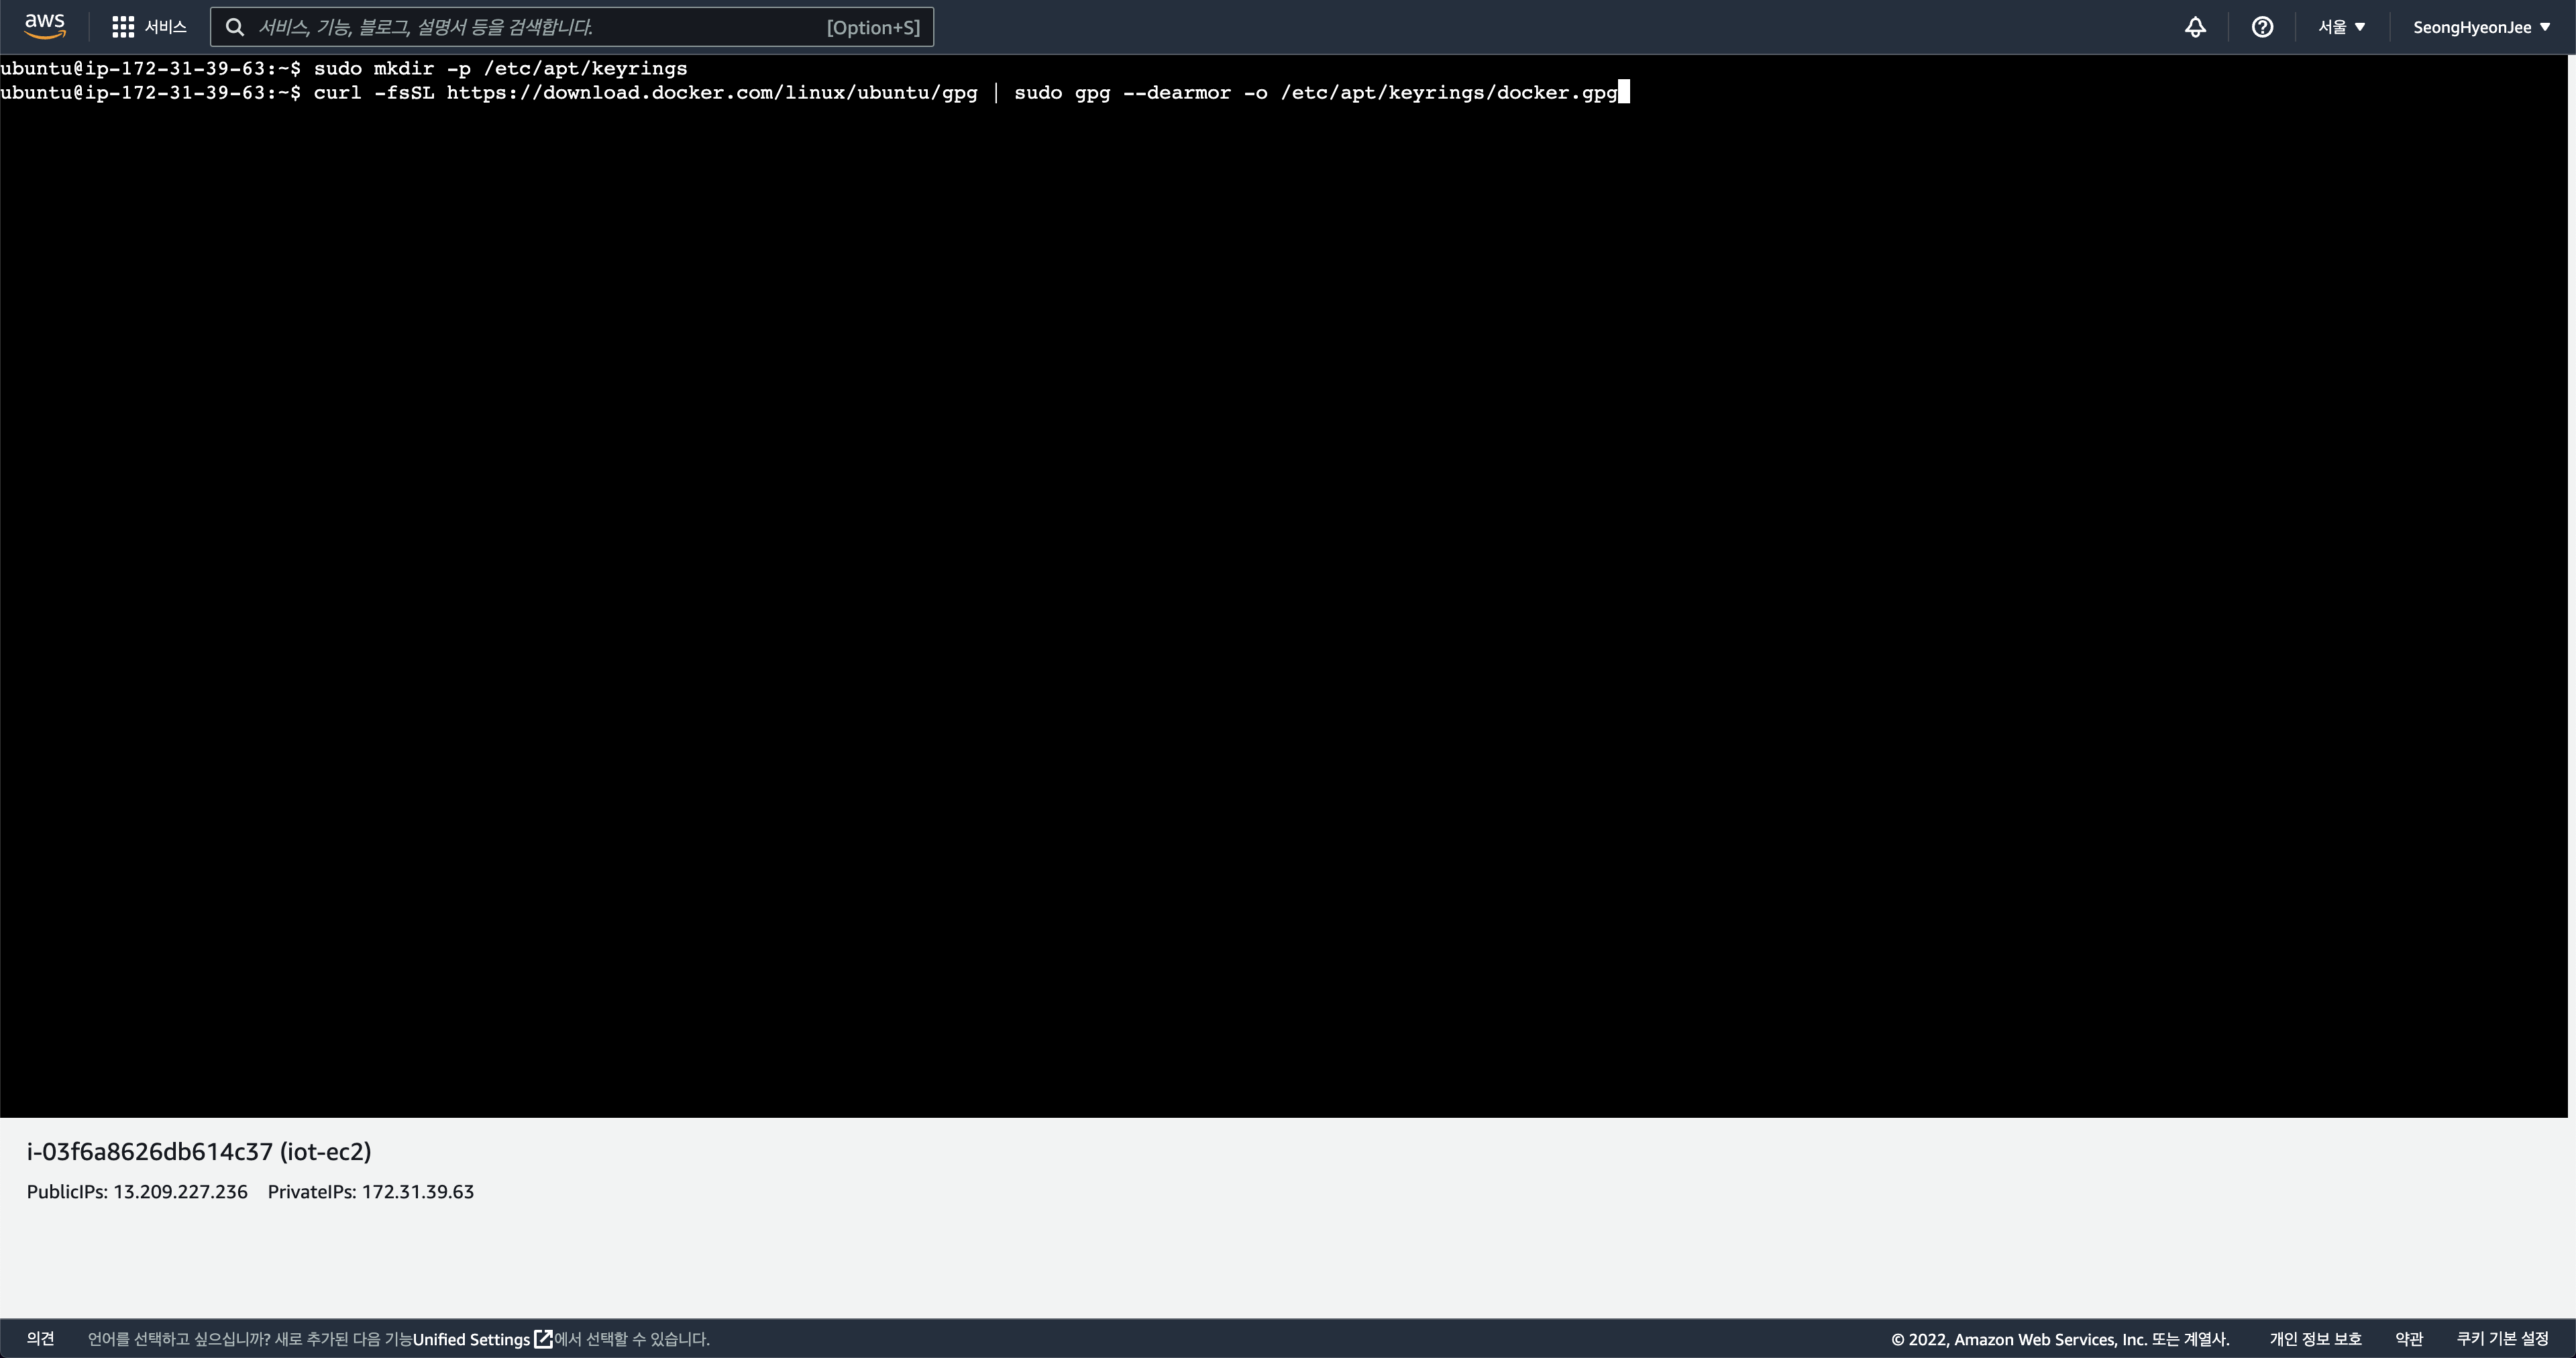 aws 서비스 서비스, 기능, 블로그, 설명서 등을 검색합니다. [Option+S] 서울 SeongHyeonJee
ubuntu@ip-172-31-39-63:~$ sudo mkdir -p /etc/apt/keyrings
ubuntu@ip-172-31-39-63:~$ curl -fsSL https://download.docker.com/linux/ubuntu/gpg | sudo gpg --dearmor -o /etc/apt/keyrings/docker.gpg
i-03f6a8626db614c37 (iot-ec2)
PublicIPs: 13.209.227.236 PrivateIPs: 172.31.39.63
의견 언어를 선택하고 싶으십니까? 새로 추가된 다음 기능Unified Settings에서 선택할 수 있습니다. © 2022, Amazon Web Services, Inc. 또는 계열사. 개인 정보 보호 약관 쿠키 기본 설정